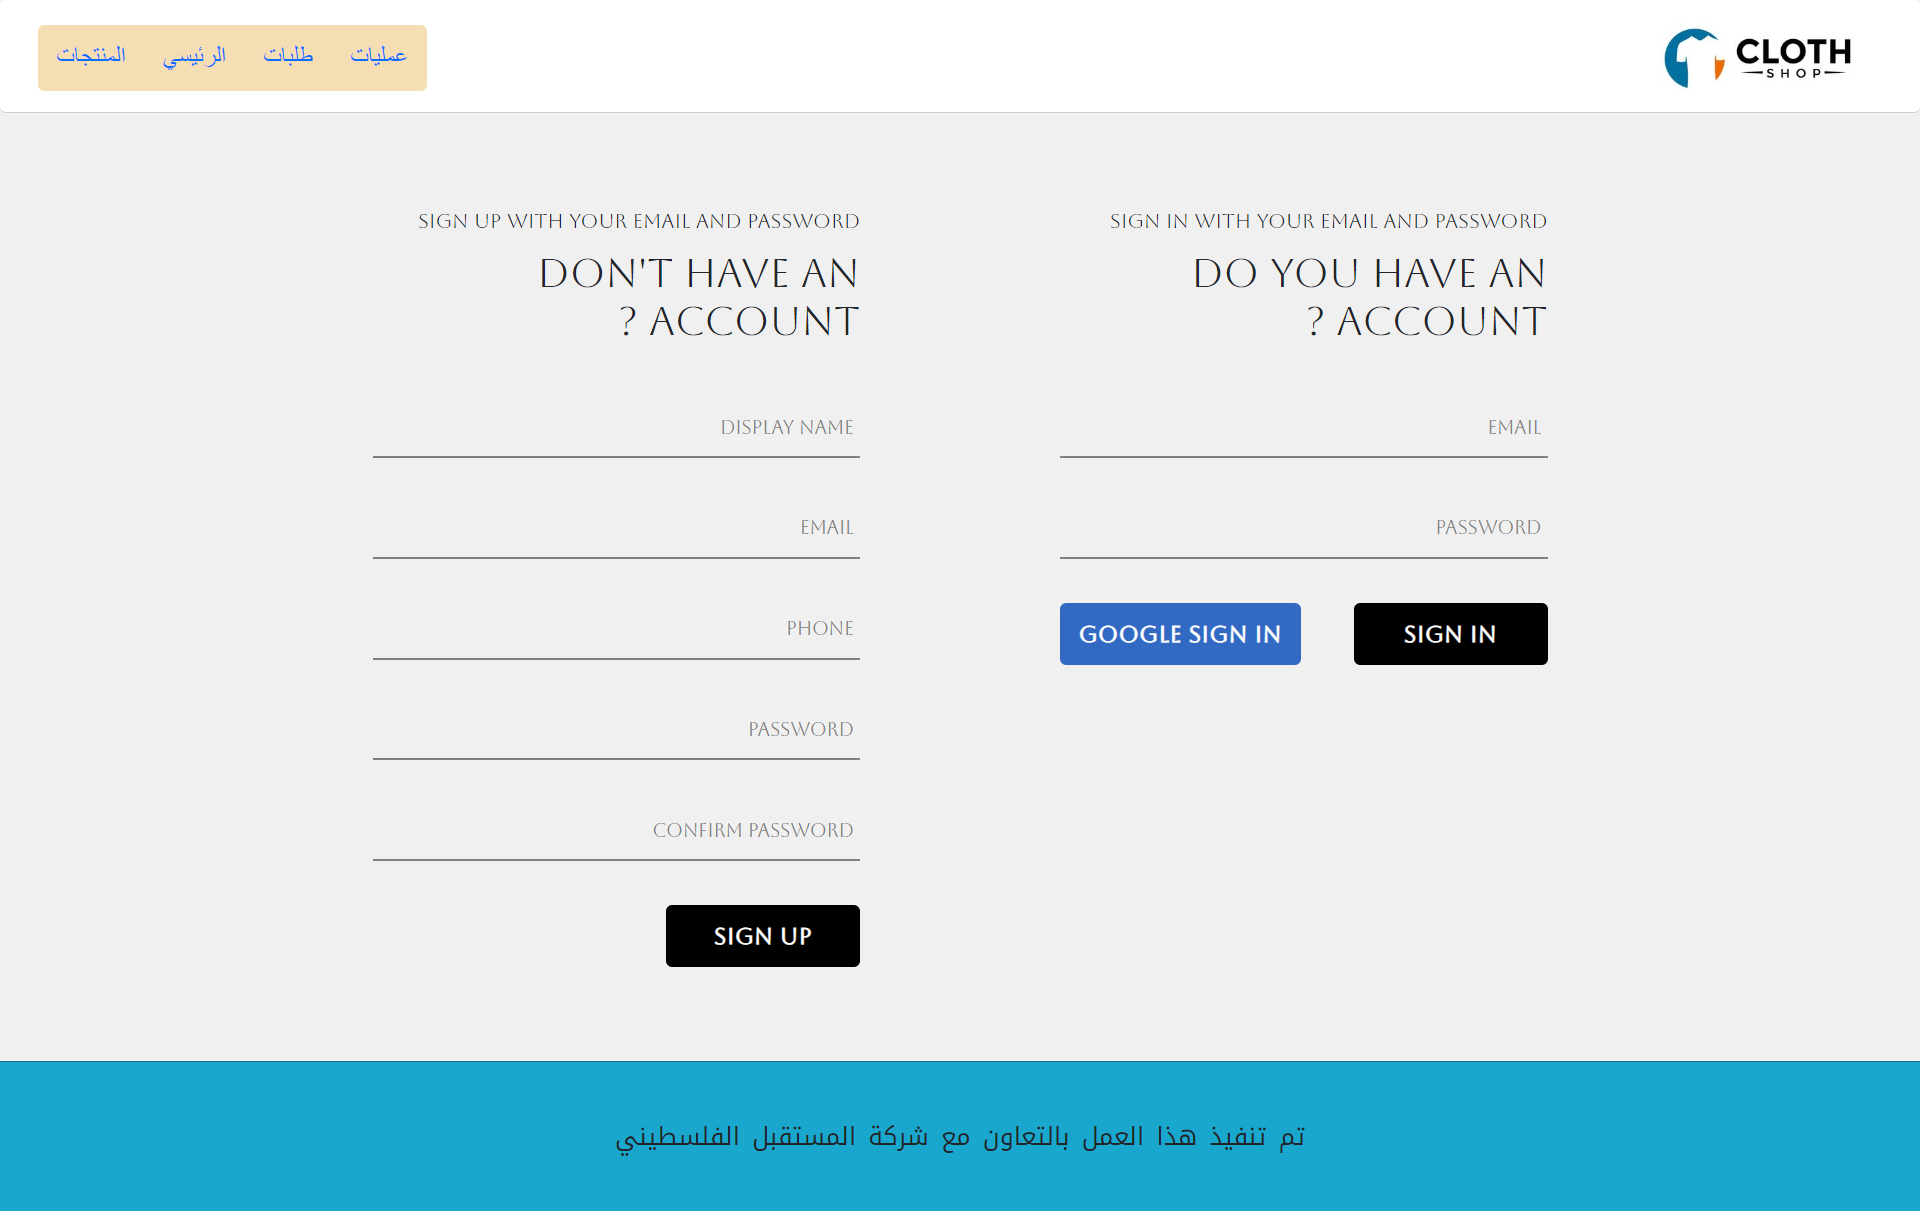 CLOTH
SHOP
عمليات
طلبات
الرئيسي
المنتجات
SIGN IN WITH YOUR EMAIL AND PASSWORD
DO YOU HAVE AN
ACCOUNT ?
EMAIL
PASSWORD
SIGN IN
GOOGLE SIGN IN
SIGN UP WITH YOUR EMAIL AND PASSWORD
DON'T HAVE AN
ACCOUNT ?
DISPLAY NAME
EMAIL
PHONE
PASSWORD
CONFIRM PASSWORD
SIGN UP
تم تنفيذ هذا العمل بالتعاون مع شركة المستقبل الفلسطيني